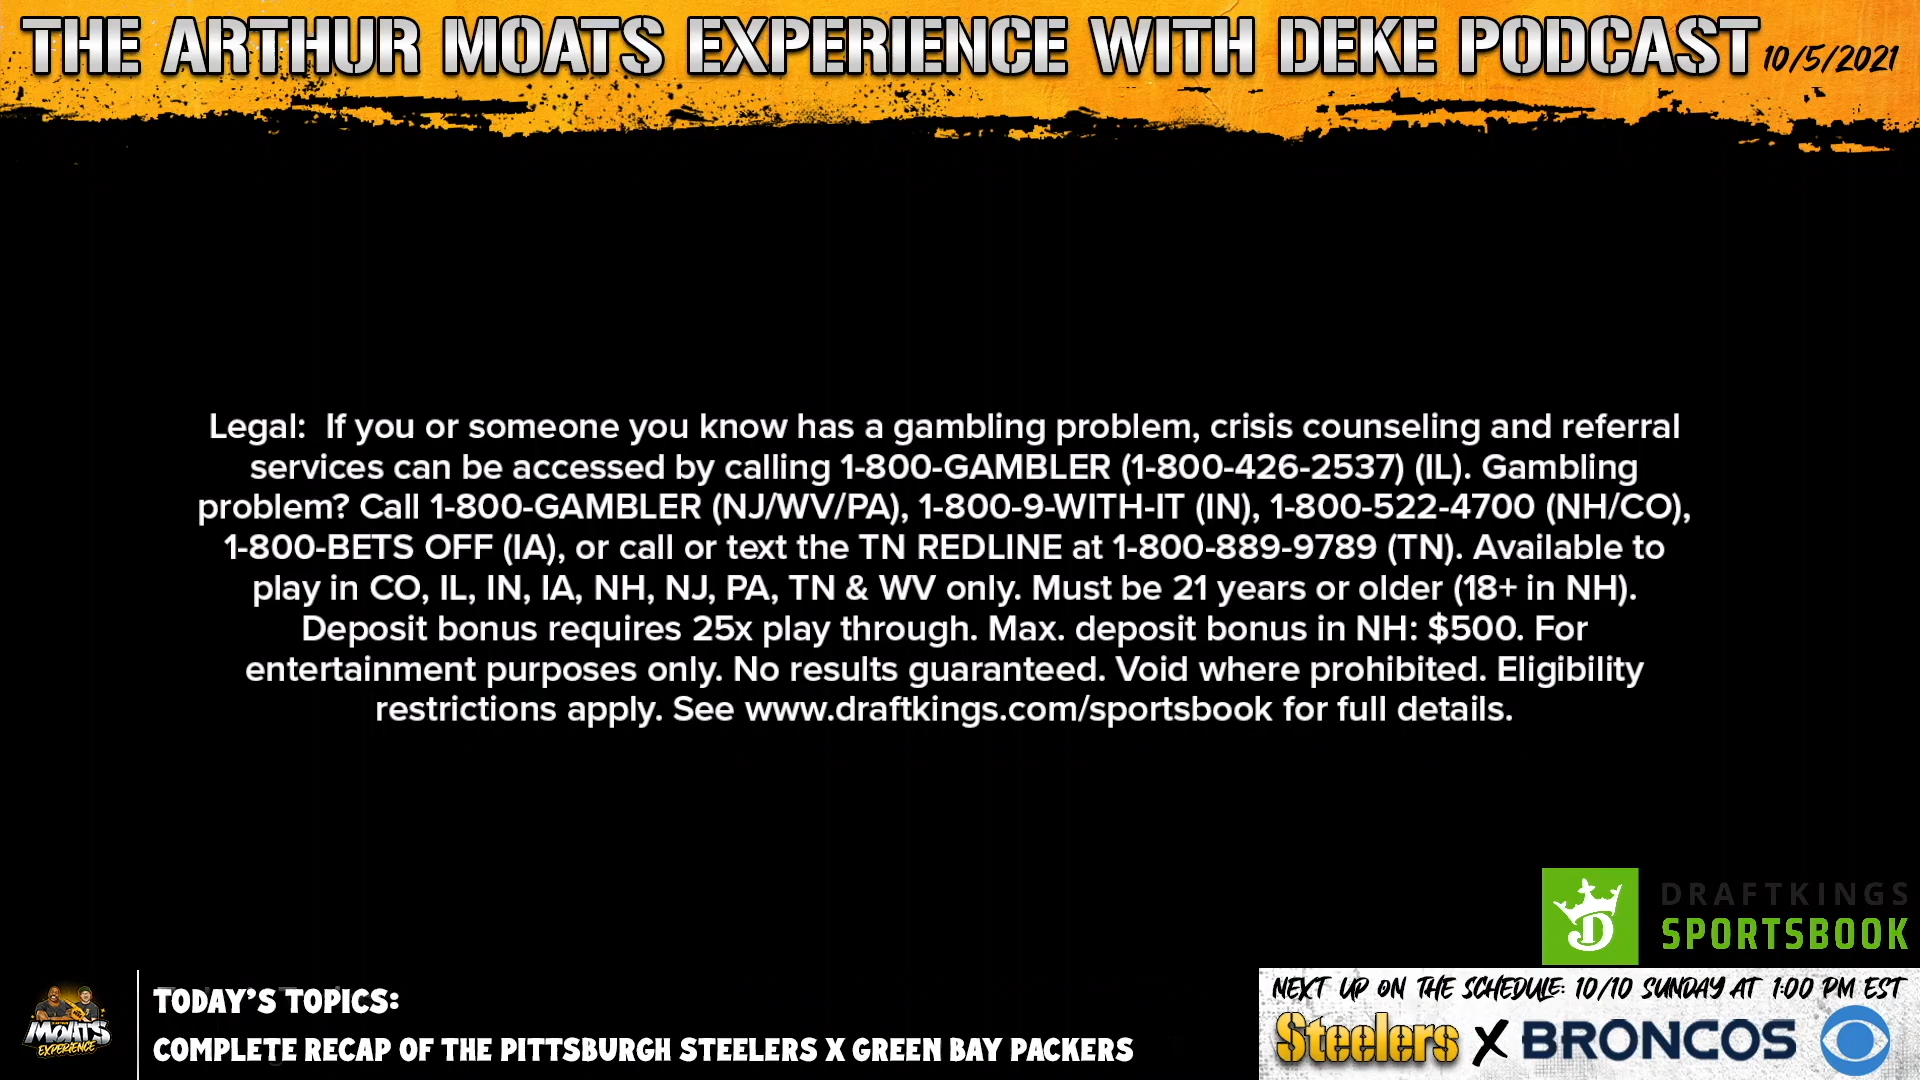 THE ARTHUR MOATS EXPERIENCE WITH DEKE PODCAST 10/5/2021
Legal: If you or someone you know has a gambling problem, crisis counseling and referral
services can be accessed by calling 1-800-GAMBLER (1-800-426-2537) (IL). Gambling
problem? Call 1-800-GAMBLER (NJ/WV/PA), 1-800-9-WITH-IT (IN), 1-800-522-4700 (NH/CO),
1-800-BETS OFF (IA), or call or text the TN REDLINE at 1-800-889-9789 (TN). Available to
play in CO, IL, IN, IA, NH, NJ, PA, TN & WV only. Must be 21 years or older (18+ in NH).
Deposit bonus requires 25x play through. Max. deposit bonus in NH: $500. For
entertainment purposes only. No results guaranteed. Void where prohibited. Eligibility
restrictions apply. See www.draftkings.com/sportsbook for full details.
DRAFTKINGS
SPORTSBOOK
MOATS
EXPERIENCE
TODAY'S TOPICS:
COMPLETE RECAP OF THE PITTSBURGH STEELERS X GREEN BAY PACKERS
NEXT UP ON THE SCHEDULE: 10/10 SUNDAY AT 1:00 PM EST
Steelers X BRONCOS